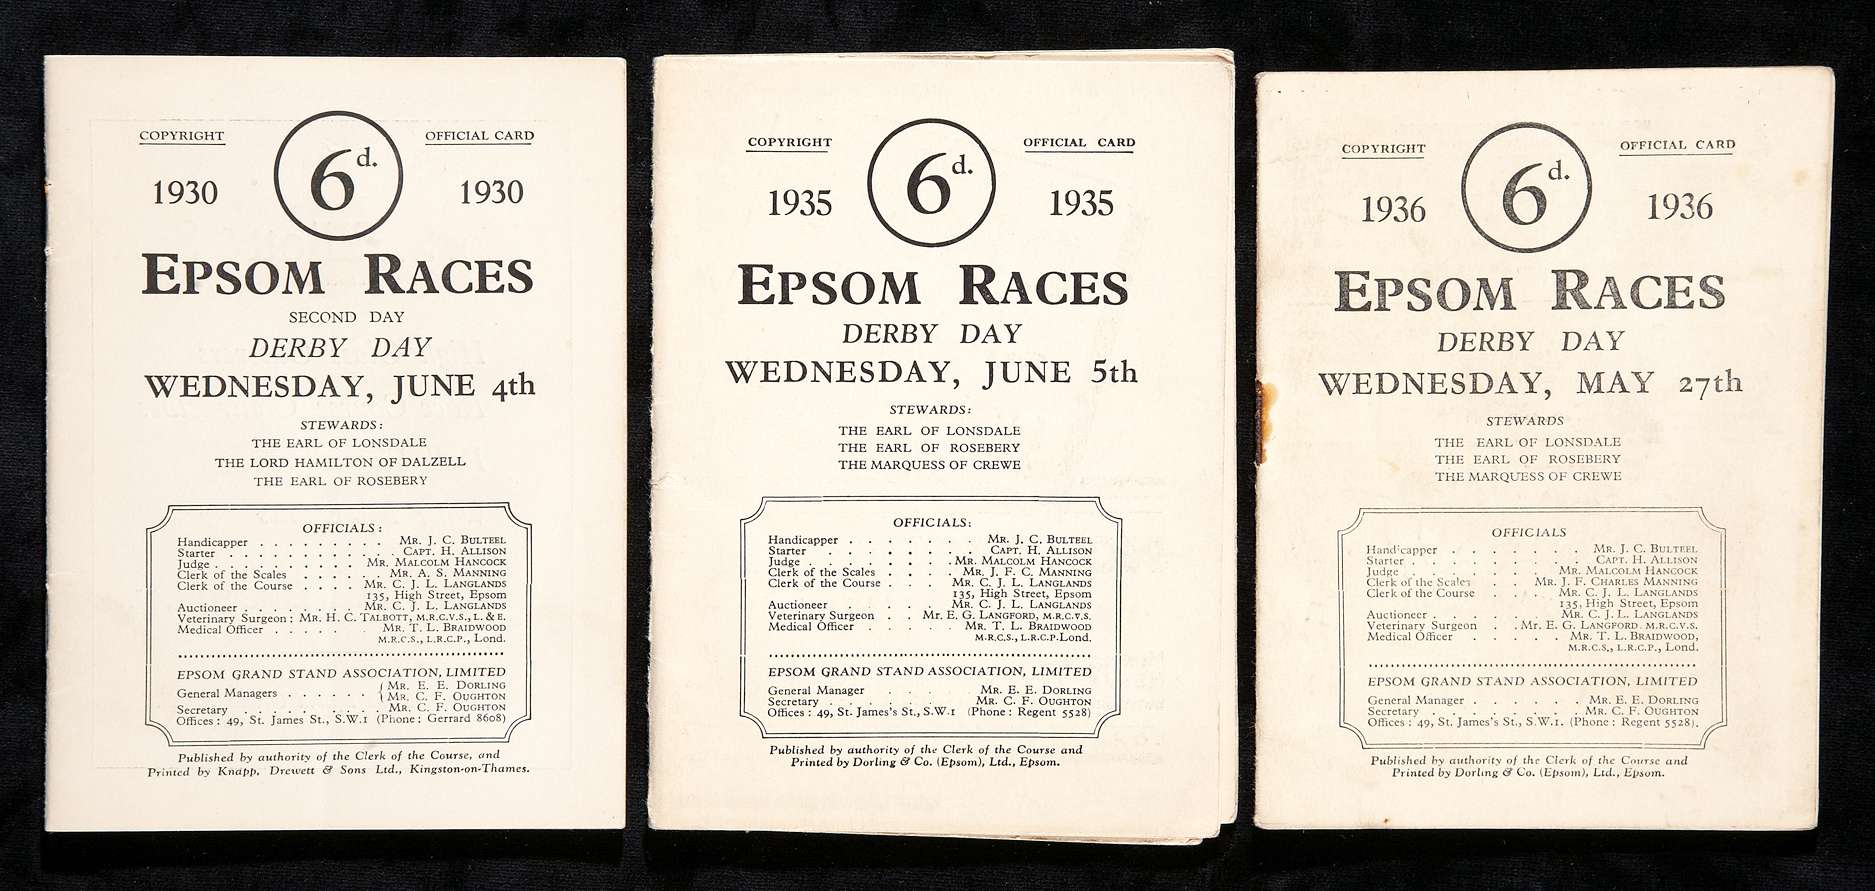 COPYRIGHT OFFICIAL CARD
1930 6d. 1930
EPSOM RACES
SECOND DAY
DERBY DAY
WEDNESDAY, JUNE 4th
STEWARDS:
THE EARL OF LONSDALE
THE LORD HAMILTON OF DALZELL
THE EARL OF ROSEBERY
OFFICIALS:
Handicapper . . . . . . . . . MR. J. C. BULTEEL
Starter . . . . . . . . . . . CAPT. H. ALLISON
Judge . . . . . . . . . . MR. MALCOLM HANCOCK
Clerk of the Scales . . . . . . MR. A. S. MANNING
Clerk of the Course . . . . MR. C. J. L. LANGLANDS
135, High Street, Epsom
Auctioneer . . . . . . . . MR. C. J. L. LANGLANDS
Veterinary Surgeon: MR. H. C. TALBOTT, M.R.C.V.S., L. & E.
Medical Officer . . . . . MR. T. L. BRAIDWOOD
M.R.C.S., L.R.C.P., Lond.
EPSOM GRAND STAND ASSOCIATION, LIMITED
General Managers . . . . . . { MR. E. E. DORLING
MR. C. F. OUGHTON
Secretary . . . . . . . . . . MR. C. F. OUGHTON
Offices: 49, St. James St., S.W.1 (Phone: Gerrard 8608)
Published by authority of the Clerk of the Course, and
Printed by Knapp, Drewett & Sons Ltd., Kingston-on-Thames.
COPYRIGHT OFFICIAL CARD
1935 6d. 1935
EPSOM RACES
DERBY DAY
WEDNESDAY, JUNE 5th
STEWARDS:
THE EARL OF LONSDALE
THE EARL OF ROSEBERY
THE MARQUESS OF CREWE
OFFICIALS:
Handicapper . . . . . . . MR. J. C. BULTEEL
Starter . . . . . . . . CAPT. H. ALLISON
Judge . . . . . . . . MR. MALCOLM HANCOCK
Clerk of the Scales . . . . MR. J. F. C. MANNING
Clerk of the Course . . . MR. C. J. L. LANGLANDS
135, High Street, Epsom
Auctioneer . . . . . MR. C. J. L. LANGLANDS
Veterinary Surgeon . . MR. E. G. LANGFORD, M.R.C.V.S.
Medical Officer . . . . . MR. T. L. BRAIDWOOD
M.R.C.S., L.R.C.P. Lond.
EPSOM GRAND STAND ASSOCIATION, LIMITED
General Manager . . . . . MR. E. E. DORLING
Secretary . . . . . . . . MR. C. F. OUGHTON
Offices: 49, St. James's St., S.W.1 (Phone: Regent 5528)
Published by authority of the Clerk of the Course and
Printed by Dorling & Co. (Epsom), Ltd., Epsom.
COPYRIGHT OFFICIAL CARD
1936 6d. 1936
EPSOM RACES
DERBY DAY
WEDNESDAY, MAY 27th
STEWARDS
THE EARL OF LONSDALE
THE EARL OF ROSEBERY
THE MARQUESS OF CREWE
OFFICIALS
Handicapper . . . . . . . MR. J. C. BULTEEL
Starter . . . . . . . . . CAPT. H. ALLISON
Judge . . . . . . . . MR. MALCOLM HANCOCK
Clerk of the Scales . . MR. J. F. CHARLES MANNING
Clerk of the Course . . . . MR. C. J. L. LANGLANDS
135, High Street, Epsom
Auctioneer . . . . . . MR. C. J. L. LANGLANDS
Veterinary Surgeon . . MR. E. G. LANGFORD. M.R.C.V.S.
Medical Officer . . . . . MR. T. L. BRAIDWOOD,
M.R.C.S., L.R.C.P., Lond.
EPSOM GRAND STAND ASSOCIATION, LIMITED
General Manager . . . . . . MR. E. E. DORLING
Secretary . . . . . . . . MR. C. F. OUGHTON
Offices: 49, St. James's St., S.W.1. (Phone: Regent 5528).
Published by authority of the Clerk of the Course and
Printed by Dorling & Co. (Epsom), Ltd., Epsom.